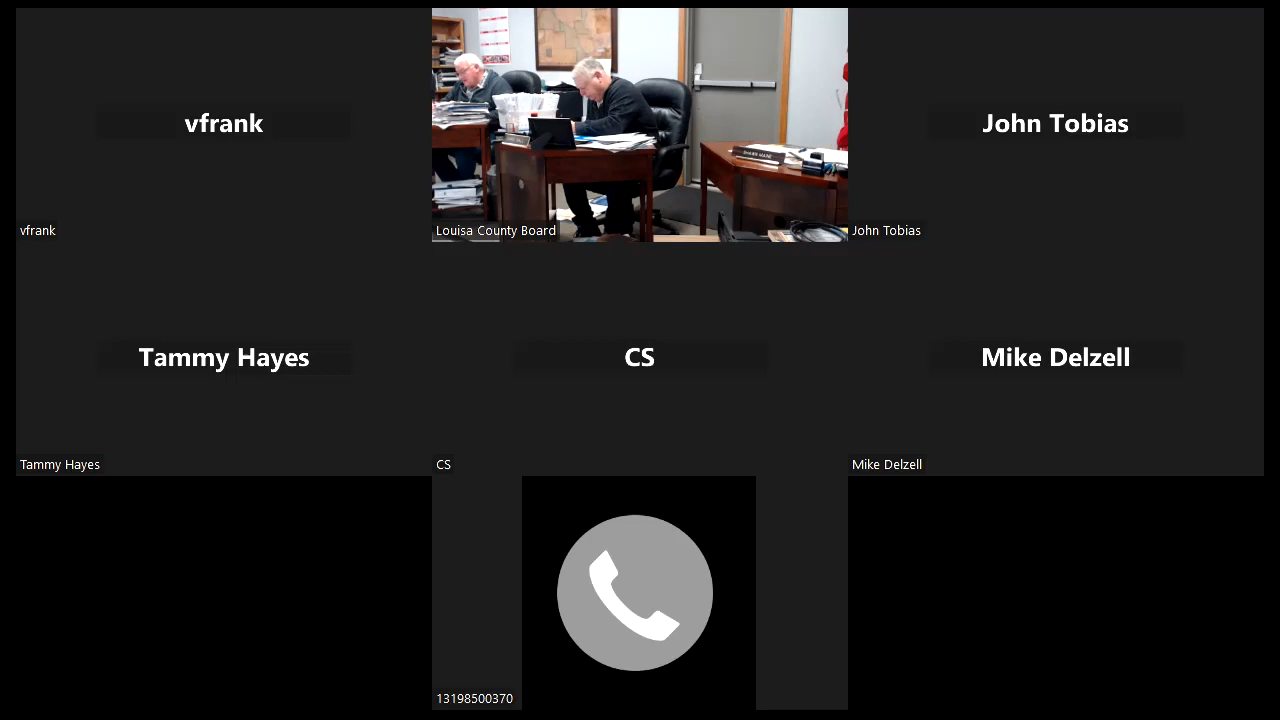 vfrank
vfrank
Louisa County Board
John Tobias
John Tobias
Tammy Hayes
Tammy Hayes
CS
CS
Mike Delzell
Mike Delzell
13198500370